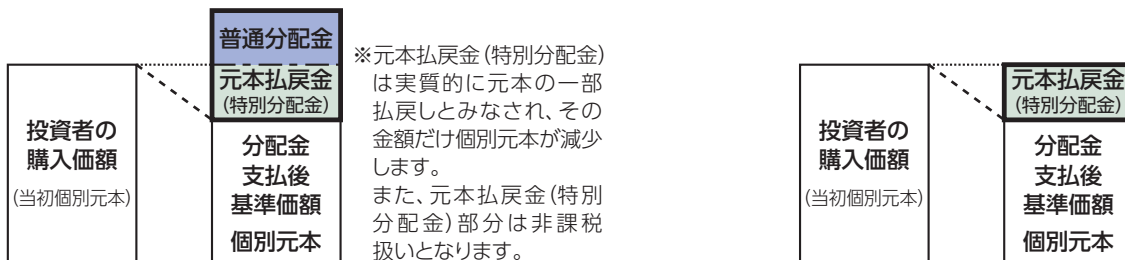 普通分配金
元本払戻金
(特別分配金)
投資者の
購入価額
(当初個別元本)
分配金
支払後
基準価額
個別元本
※元本払戻金(特別分配金)
は実質的に元本の一部
払戻しとみなされ、その
金額だけ個別元本が減少
します。
また、元本払戻金(特別
分配金)部分は非課税
扱いとなります。
投資者の
購入価額
(当初個別元本)
元本払戻金
(特別分配金)
分配金
支払後
基準価額
個別元本